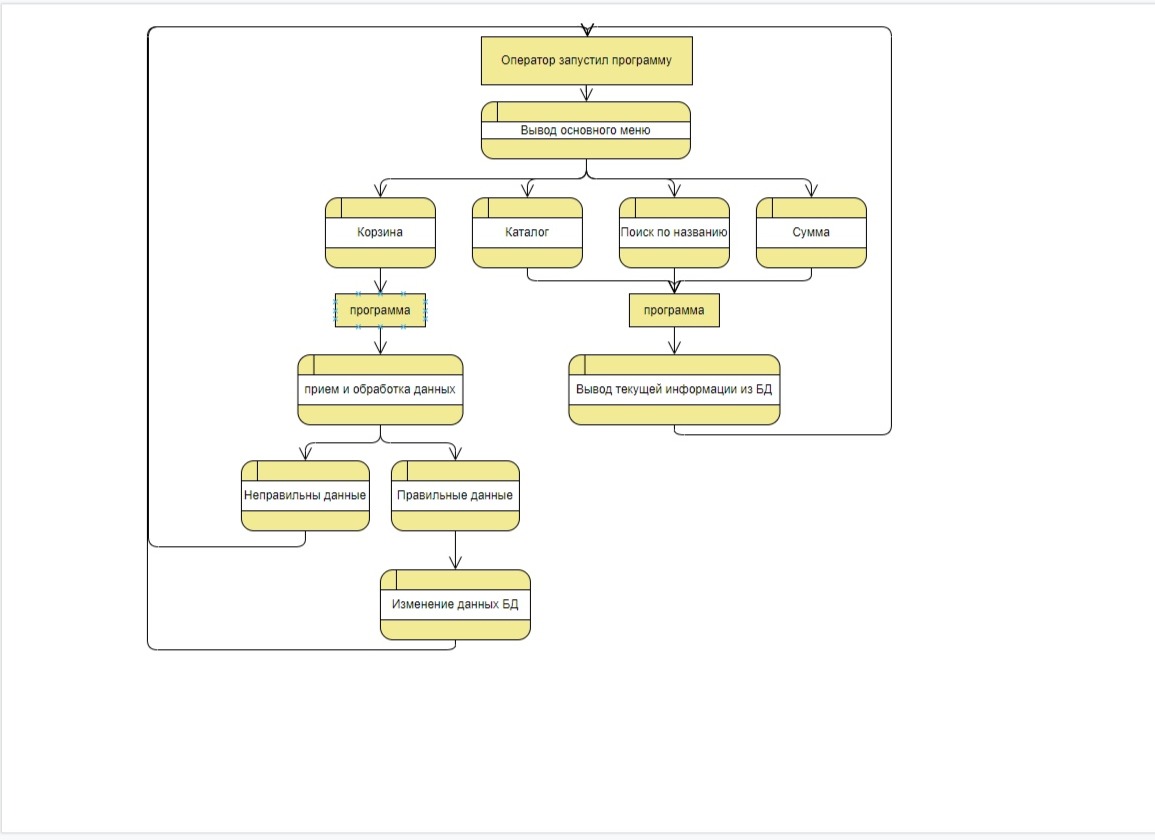 Оператор запустил программу
Вывод основного меню
Корзина
Каталог
Поиск по названию
Сумма
программа
программа
прием и обработка данных
Вывод текущей информации из БД
Неправильны данные
Правильные данные
Изменение данных БД